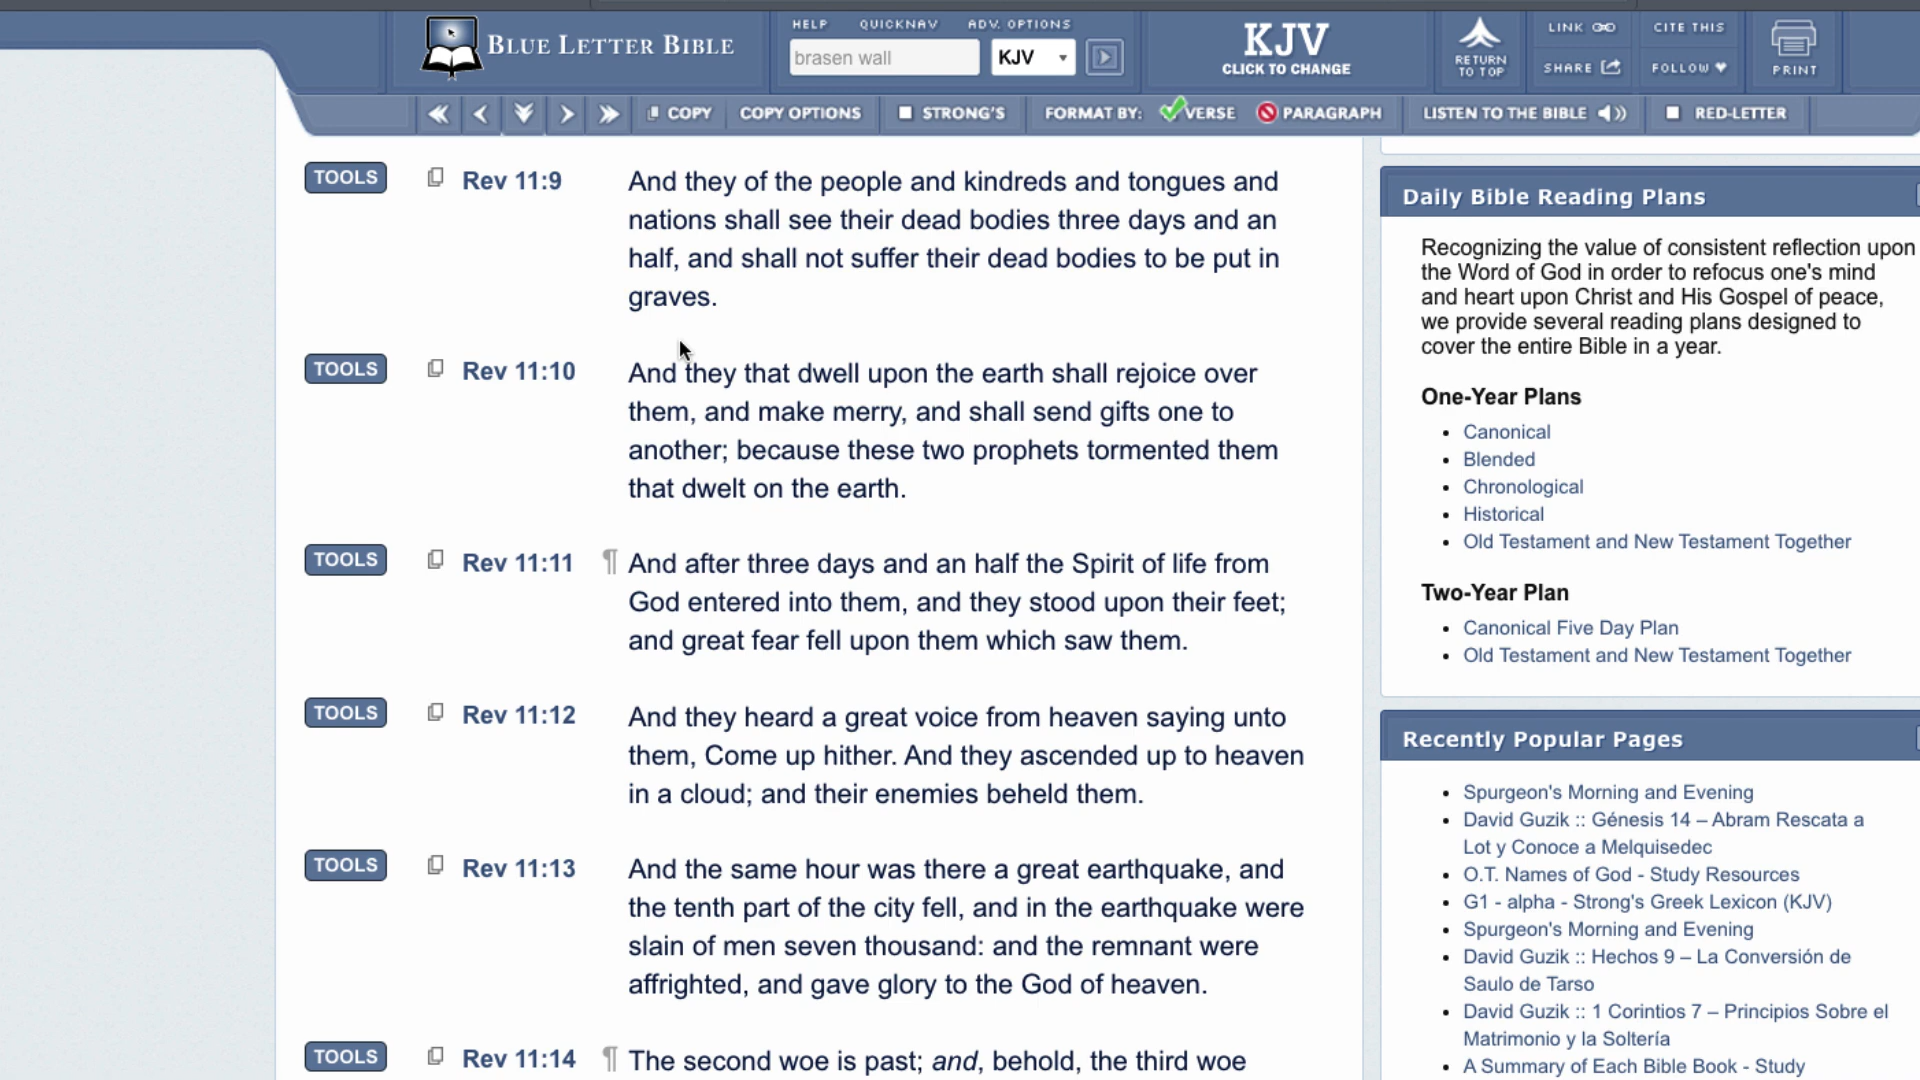 HELP QUICKNAV ADV. OPTIONS
BLUE LETTER BIBLE
brasen wall
KJV
KJV
CLICK TO CHANGE
RETURN
TO TOP
LINK
CITE THIS
SHARE
FOLLOW
PRINT
COPY COPY OPTIONS STRONG'S FORMAT BY: VERSE PARAGRAPH LISTEN TO THE BIBLE RED-LETTER
TOOLS Rev 11:9 And they of the people and kindreds and tongues and
nations shall see their dead bodies three days and an
half, and shall not suffer their dead bodies to be put in
graves.
TOOLS Rev 11:10 And they that dwell upon the earth shall rejoice over
them, and make merry, and shall send gifts one to
another; because these two prophets tormented them
that dwelt on the earth.
TOOLS Rev 11:11 ¶ And after three days and an half the Spirit of life from
God entered into them, and they stood upon their feet;
and great fear fell upon them which saw them.
TOOLS Rev 11:12 And they heard a great voice from heaven saying unto
them, Come up hither. And they ascended up to heaven
in a cloud; and their enemies beheld them.
TOOLS Rev 11:13 And the same hour was there a great earthquake, and
the tenth part of the city fell, and in the earthquake were
slain of men seven thousand: and the remnant were
affrighted, and gave glory to the God of heaven.
TOOLS Rev 11:14 ¶ The second woe is past; and, behold, the third woe
Daily Bible Reading Plans
Recognizing the value of consistent reflection upon
the Word of God in order to refocus one's mind
and heart upon Christ and His Gospel of peace,
we provide several reading plans designed to
cover the entire Bible in a year.
One-Year Plans
• Canonical
• Blended
• Chronological
• Historical
• Old Testament and New Testament Together
Two-Year Plan
• Canonical Five Day Plan
• Old Testament and New Testament Together
Recently Popular Pages
• Spurgeon's Morning and Evening
• David Guzik :: Génesis 14 – Abram Rescata a
Lot y Conoce a Melquisedec
• O.T. Names of God - Study Resources
• G1 - alpha - Strong's Greek Lexicon (KJV)
• Spurgeon's Morning and Evening
• David Guzik :: Hechos 9 – La Conversión de
Saulo de Tarso
• David Guzik :: 1 Corintios 7 – Principios Sobre el
Matrimonio y la Soltería
• A Summary of Each Bible Book - Study